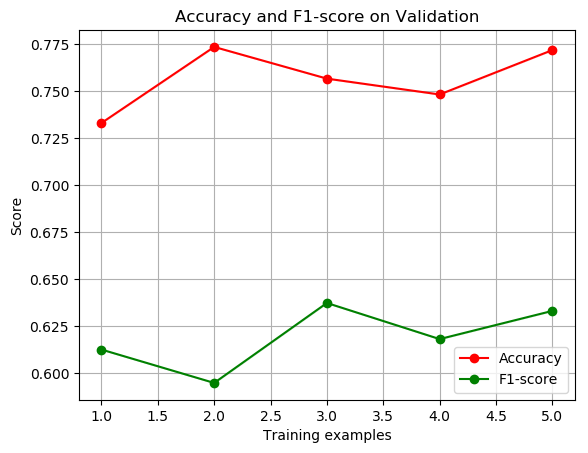 Accuracy and F1-score on Validation
Score
0.775
0.750
0.725
0.700
0.675
0.650
0.625
0.600
Accuracy
F1-score
1.0 1.5 2.0 2.5 3.0 3.5 4.0 4.5 5.0
Training examples